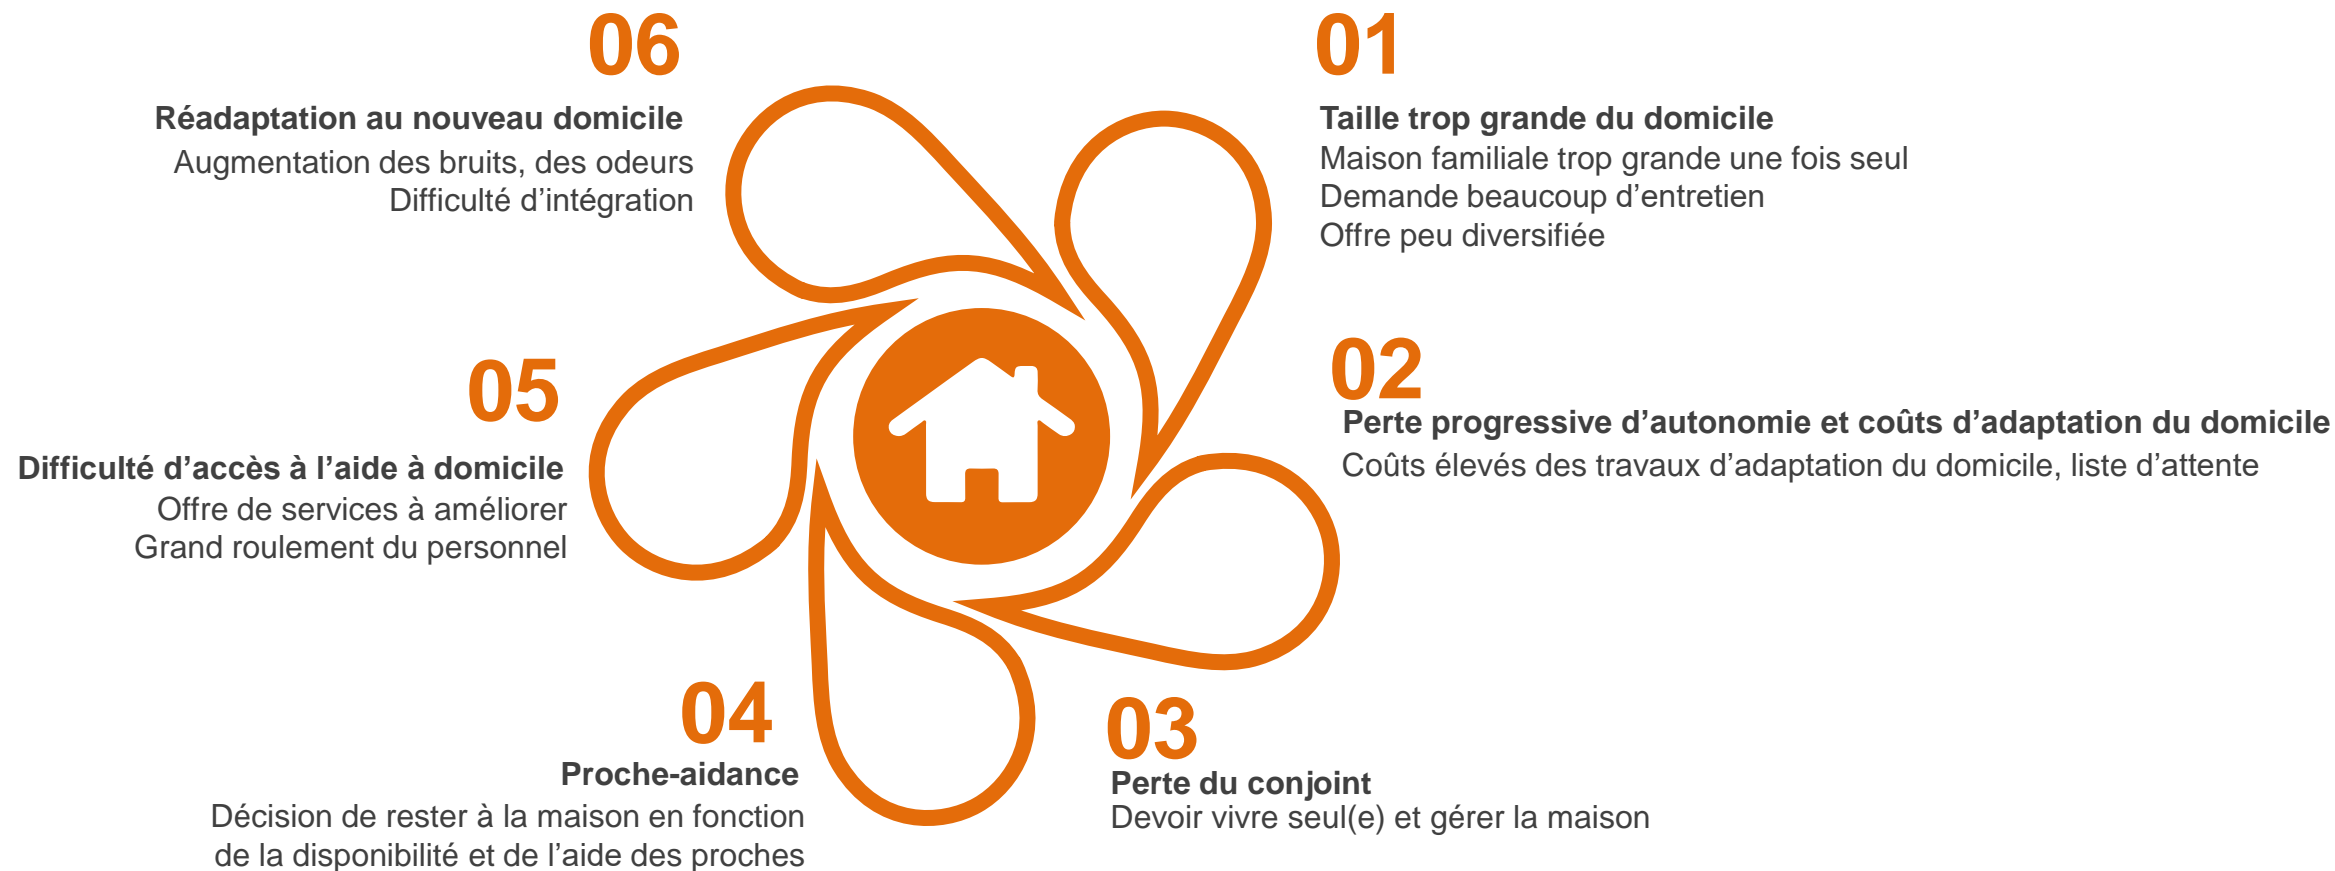 01
Taille trop grande du domicile
Maison familiale trop grande une fois seul
Demande beaucoup d’entretien
Offre peu diversifiée
02
Perte progressive d’autonomie et coûts d’adaptation du domicile
Coûts élevés des travaux d’adaptation du domicile, liste d’attente
03
Perte du conjoint
Devoir vivre seul(e) et gérer la maison
04
Proche-aidance
Décision de rester à la maison en fonction
de la disponibilité et de l’aide des proches
05
Difficulté d’accès à l’aide à domicile
Offre de services à améliorer
Grand roulement du personnel
06
Réadaptation au nouveau domicile
Augmentation des bruits, des odeurs
Difficulté d’intégration